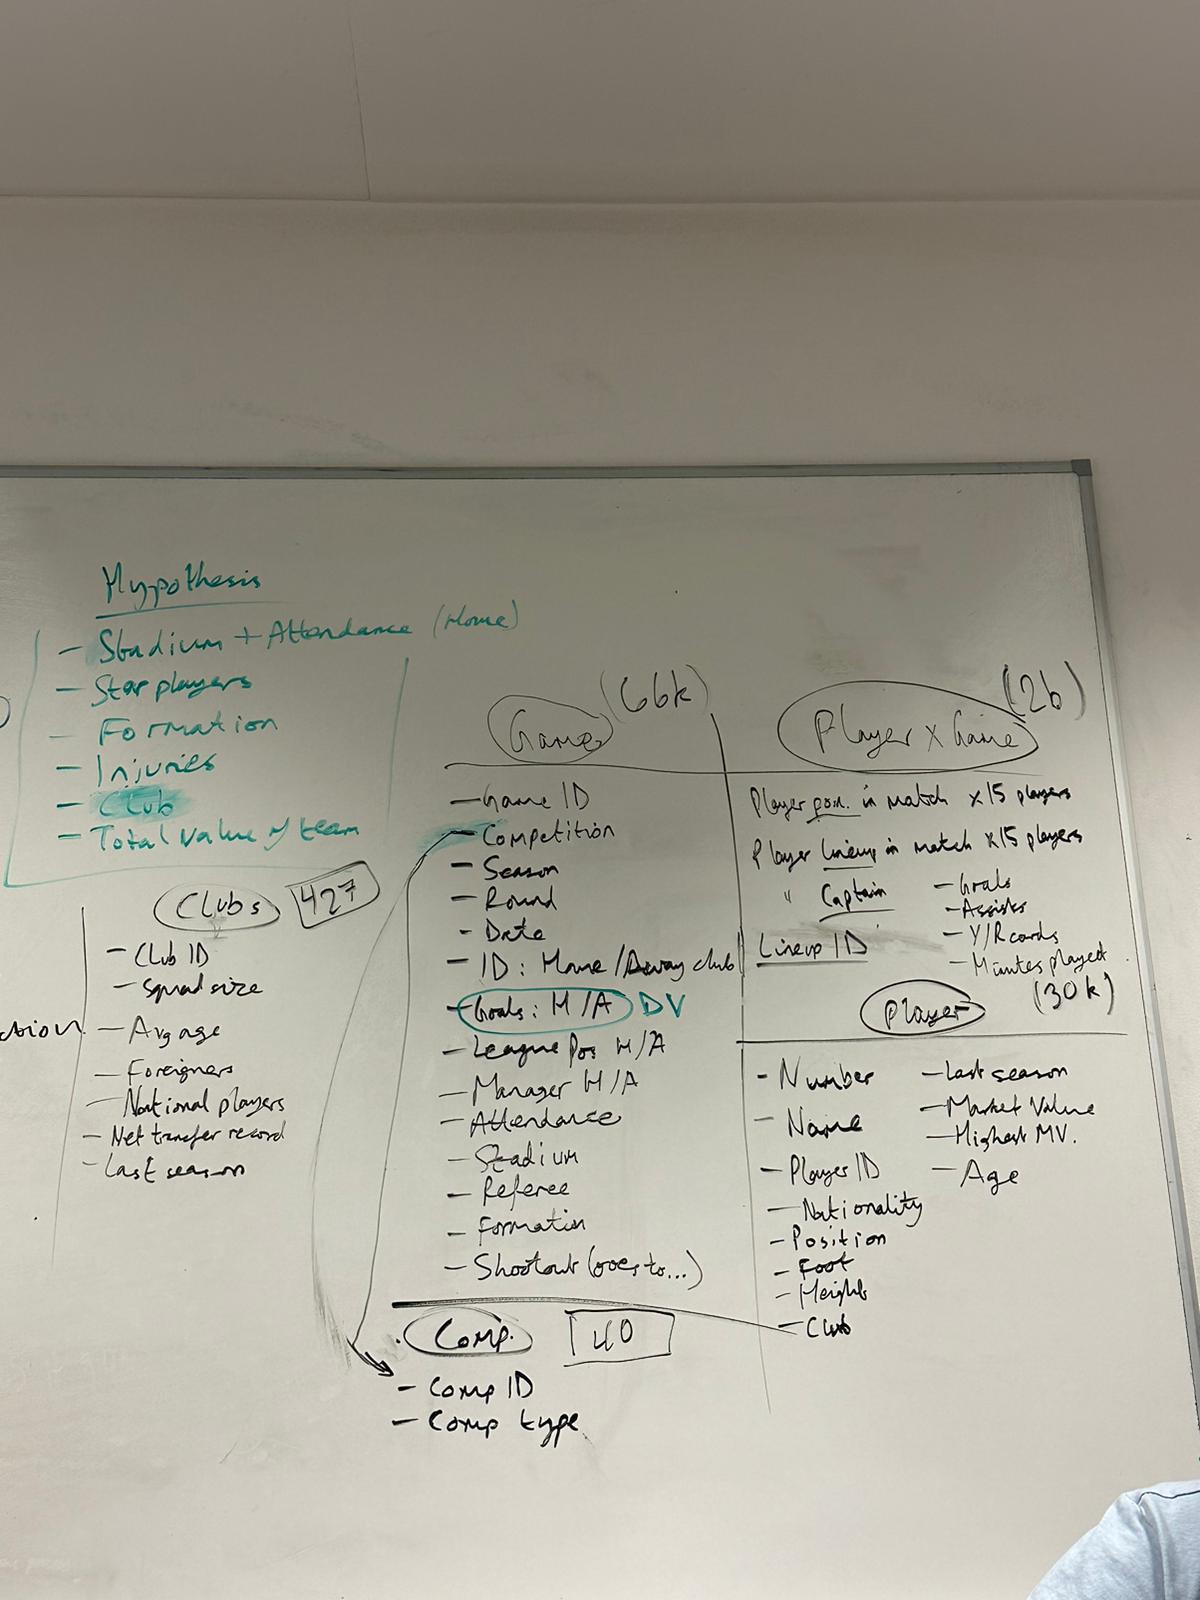 Hypothesis
- Stadium + Attendance (Home)
- Star players
- Formation
- Injuries
- Club
- Total value of team
Clubs 427
- Club ID
- Squad size
ction - Avg age
- Foreigners
- National players
- Net transfer record
- Last season
Game (66k)
- Game ID
- Competition
- Season
- Round
- Date
- ID: Home/Away club
- Goals: H/A DV
- League Pos H/A
- Manager H/A
- Attendance
- Stadium
- Referee
- Formation
- Shootout (goes to...)
Comp. 40
- Comp ID
- Comp type
Player x Game
Player pos. in match x15 players
Player lineup in match x15 players
" Captain
Lineup ID
- Goals
- Assists
- Y/R cards
- Minutes played
Player (30k)
- Number
- Name
- Player ID
- Nationality
- Position
- Foot
- Height
- Club
- Last season
- Market Value
- Highest MV.
- Age